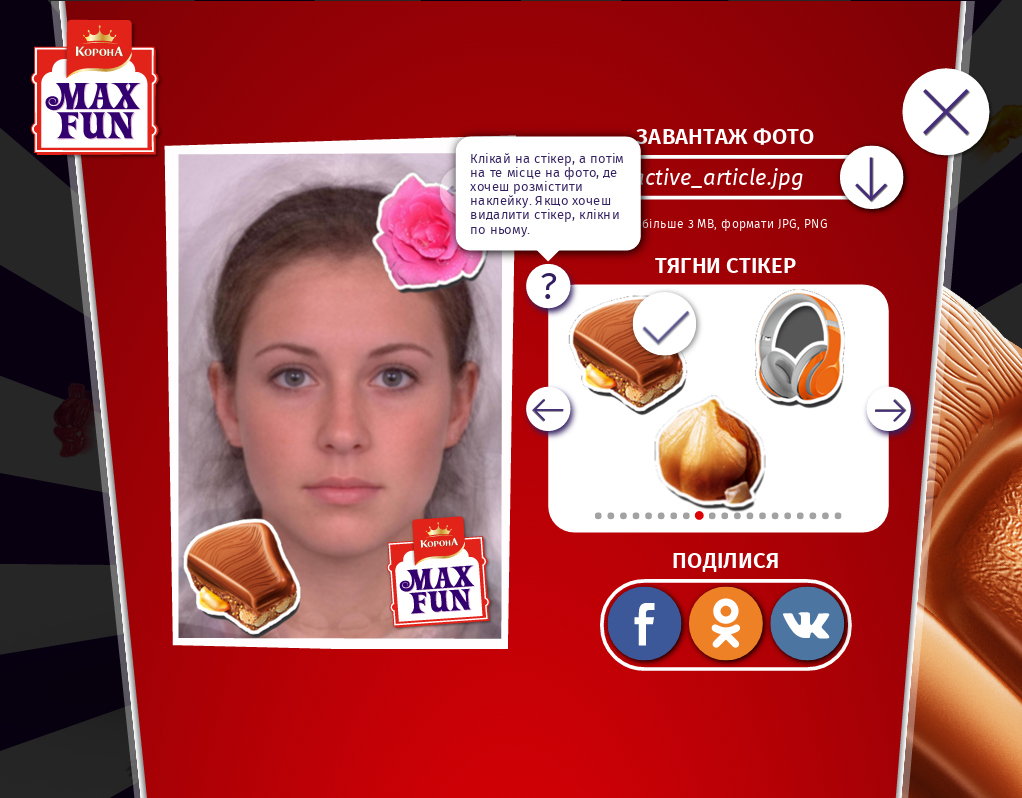 КОРОНА
MAX
FUN
ЗАВАНТАЖ ФОТО
Клікай на стікер, а потім
на те місце на фото, де
хочеш розмістити
наклейку. Якщо хочеш
видалити стікер, клікни
по ньому.
active_article.jpg
більше 3 MB, формати JPG, PNG
?
ТЯГНИ СТІКЕР
КОРОНА
MAX
FUN
ПОДІЛИСЯ